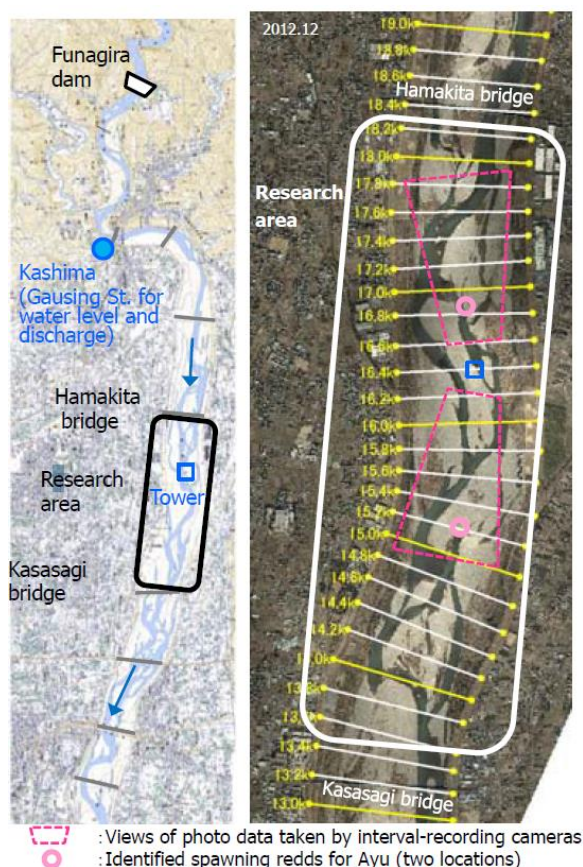 Funagira
dam
Kashima
(Gausing St. for
water level and
discharge)
Hamakita
bridge
Research
area
Tower
Kasasagi
bridge
2012.12
19.0k
18.8k
18.6k
Hamakita bridge
18.4k
18.2k
18.0k
Research
area
17.8k
17.6k
17.4k
17.2k
17.0k
16.8k
16.6k
16.4k
16.2k
16.0k
15.8k
15.6k
15.4k
15.2k
15.0k
14.8k
14.6k
14.4k
14.2k
14.0k
13.8k
13.4k
13.2k
Kasasagi bridge
13.0k
: Views of photo data taken by interval-recording cameras
: Identified spawning redds for Ayu (two locations)